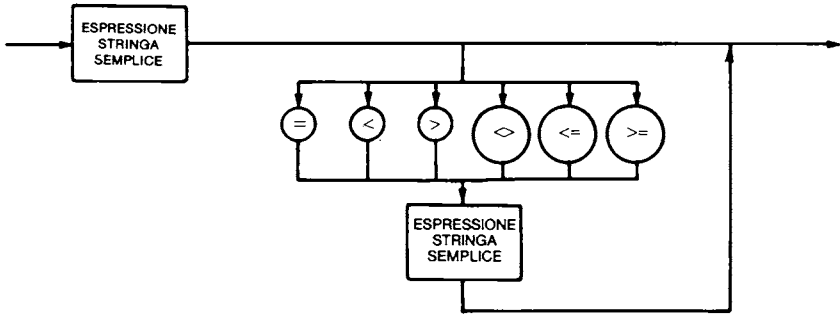 ESPRESSIONE
STRINGA
SEMPLICE
= < > <> <= >=
ESPRESSIONE
STRINGA
SEMPLICE